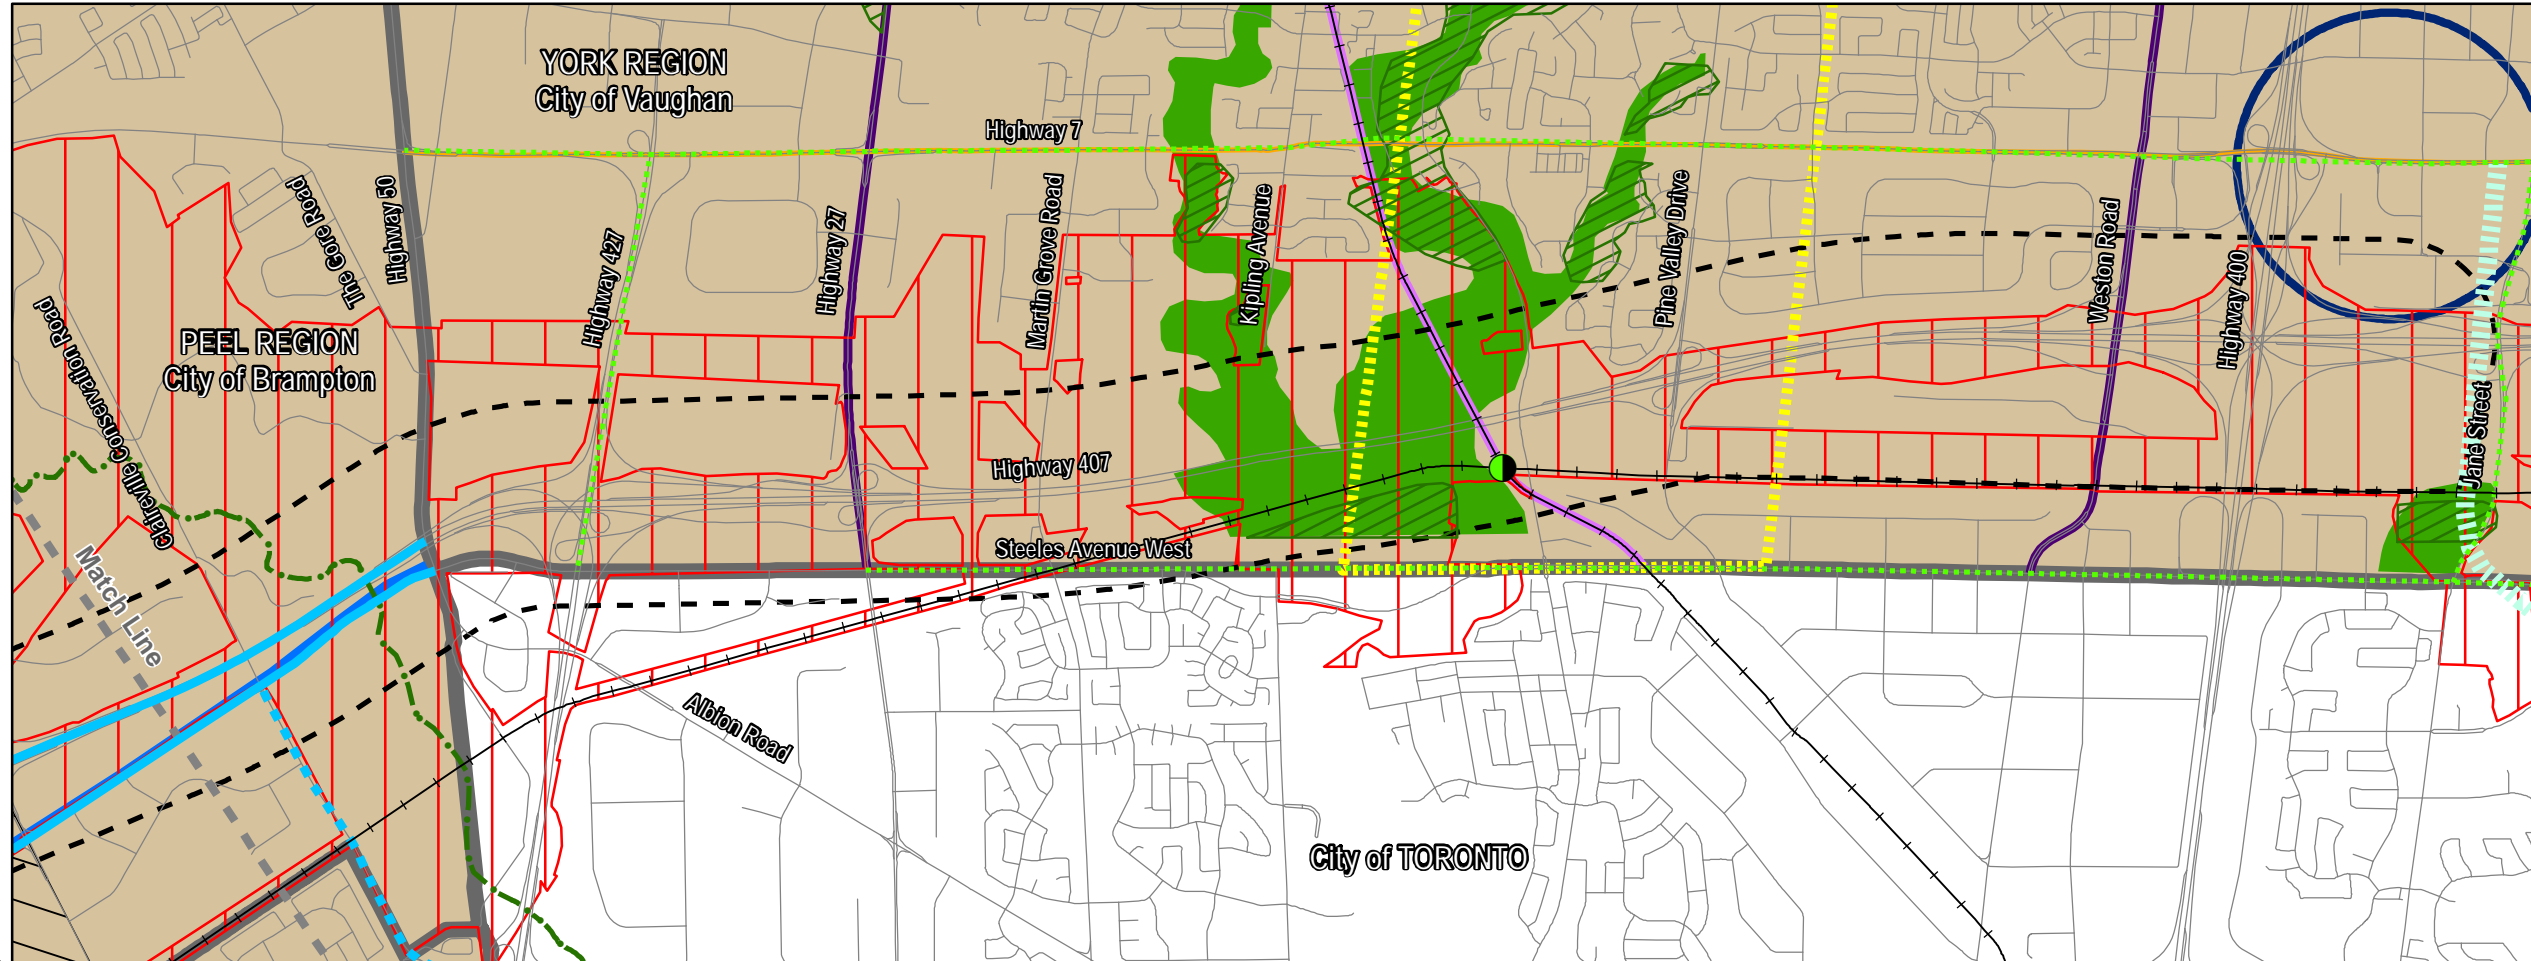 YORK REGION
City of Vaughan
Highway 7
The Gore Road
Highway 50
Highway 427
Highway 27
Martin Grove Road
Kipling Avenue
Pine Valley Drive
Weston Road
Highway 400
Jane Street
PEEL REGION
City of Brampton
Claireville Conservation Road
Highway 407
Steeles Avenue West
Match Line
Albion Road
City of TORONTO